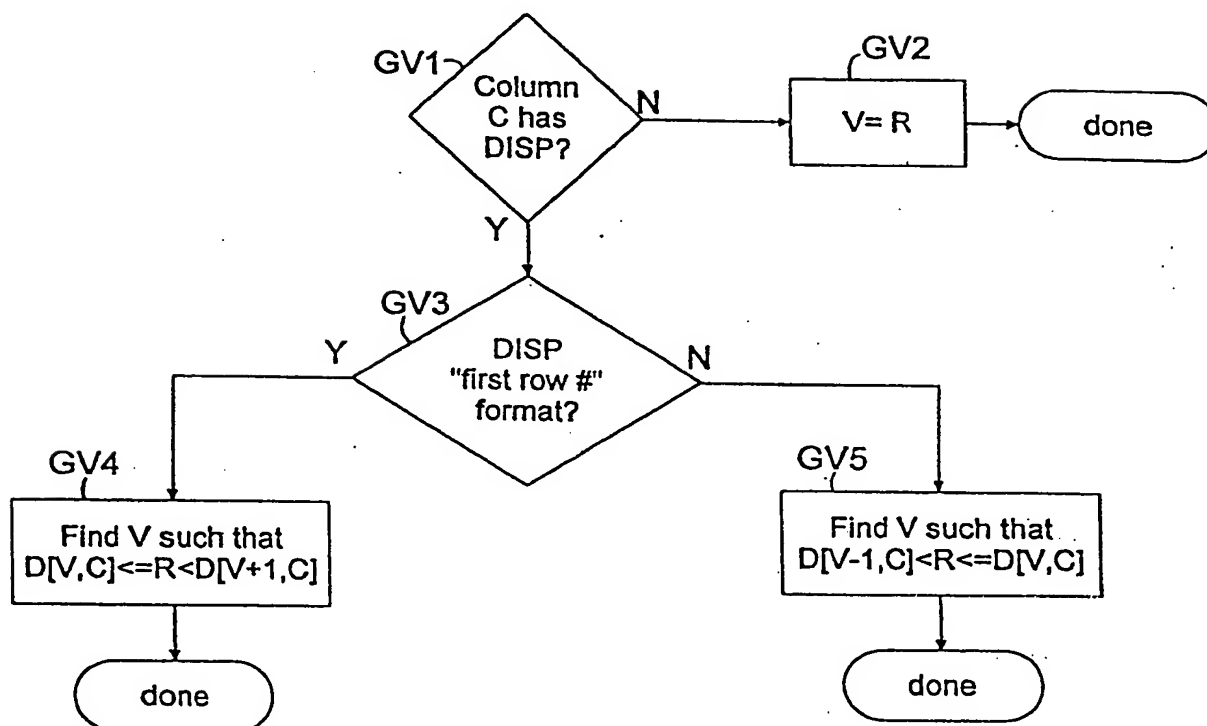 GV1
Column
C has
DISP?
N
GV2
V= R
done
Y
GV3
DISP
"first row #"
format?
Y
N
GV4
Find V such that
D[V,C]<=R<D[V+1,C]
done
GV5
Find V such that
D[V-1,C]<R<=D[V,C]
done